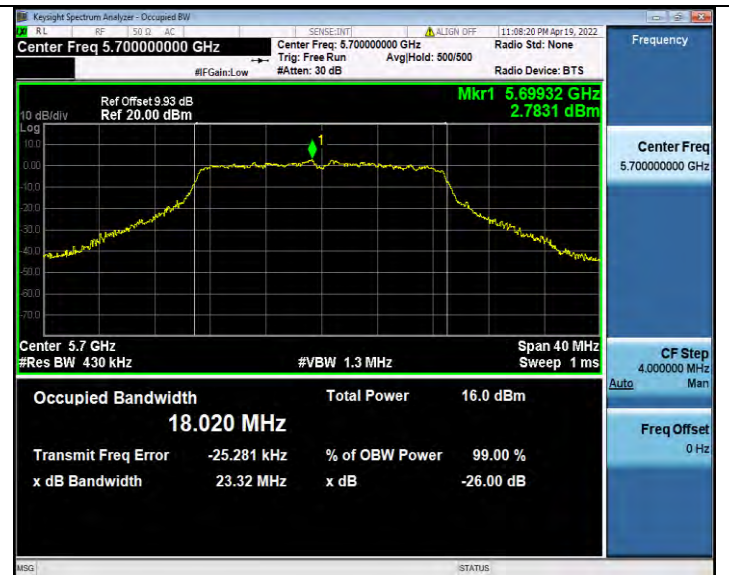 Keysight Spectrum Analyzer - Occupied BW
RL RF 50 Ω AC SENSE:INT ALIGN OFF 11:08:20 PM Apr 19, 2022
Center Freq 5.700000000 GHz
Center Freq: 5.700000000 GHz
Radio Std: None
Trig: Free Run Avg|Hold: 500/500
#IFGain:Low
#Atten: 30 dB
Radio Device: BTS
Ref Offset 9.93 dB
10 dB/div Ref 20.00 dBm
Mkr1 5.69932 GHz
2.7831 dBm
Log
10.0
0.00
-10.0
-20.0
-30.0
-40.0
-50.0
-60.0
-70.0
1
Center 5.7 GHz
Span 40 MHz
#Res BW 430 kHz
#VBW 1.3 MHz
Sweep 1 ms
Occupied Bandwidth
18.020 MHz
Total Power 16.0 dBm
Transmit Freq Error -25.281 kHz
% of OBW Power 99.00 %
x dB Bandwidth 23.32 MHz
x dB -26.00 dB
Frequency
Center Freq
5.700000000 GHz
CF Step
4.000000 MHz
Auto Man
Freq Offset
0 Hz
MSG
STATUS